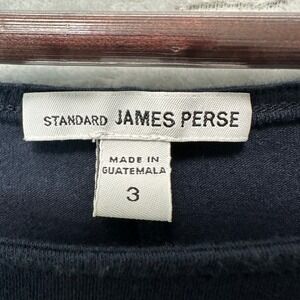 STANDARD JAMES PERSE
MADE IN
GUATEMALA
3